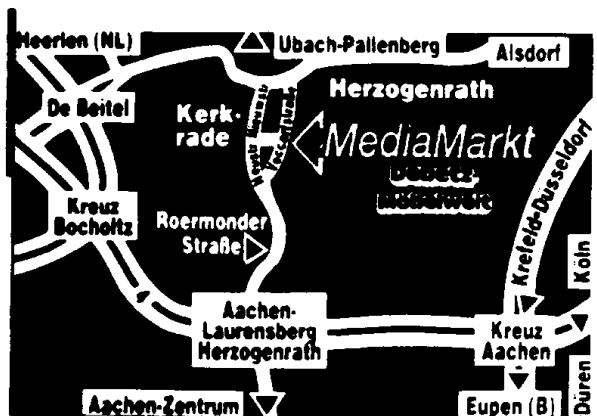 Heerlen (NL)
Ubach-Pallenberg
Alsdorf
De Beitel
Kerk-
rade
Herzogenrath
MediaMarkt
Krefeld-Düsseldorf
Kreuz
Bocholtz
Roermonder
Straße
Köln
4
Aachen-
Laurensberg
Herzogenrath
Kreuz
Aachen
Aachen-Zentrum
Eupen (B)
Düren